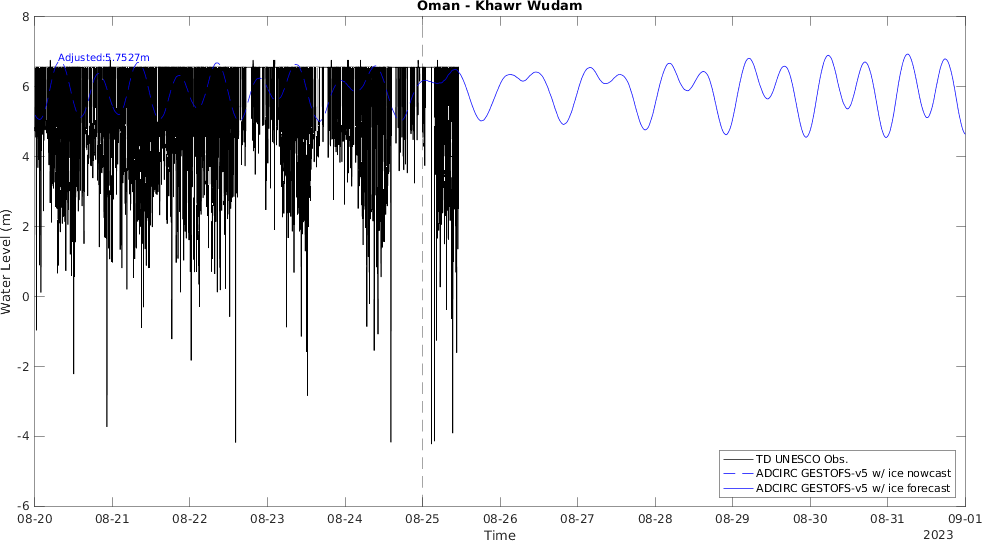 Oman - Khawr Wudam
8
6
4
2
0
-2
-4
-6
Water Level (m)
Adjusted:5.7527m
TD UNESCO Obs.
ADCIRC GESTOFS-v5 w/ ice nowcast
ADCIRC GESTOFS-v5 w/ ice forecast
08-20 08-21 08-22 08-23 08-24 08-25 08-26 08-27 08-28 08-29 08-30 08-31 09-01
Time
2023